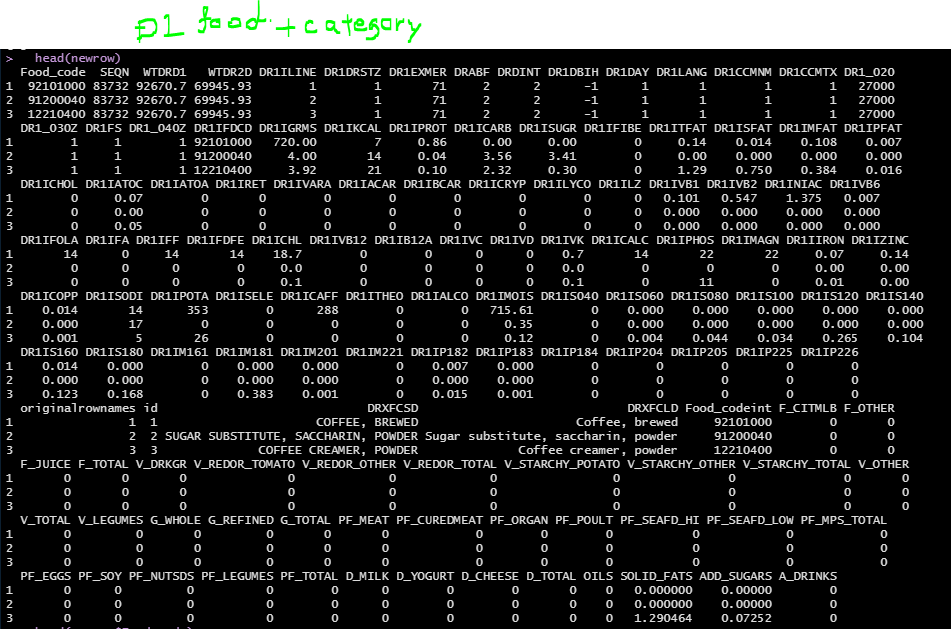 D1 food + category
> head(newrow)
Food_code SEQN WTDRD1 WTDR2D DR1ILINE DR1DRSTZ DR1EXMER DRABF DRDINT DR1DBIH DR1DAY DR1LANG DR1CCMNM DR1CCMTX DR1_020
1 92101000 83732 92670.7 69945.93 1 1 71 2 2 -1 1 1 1 1 27000
2 91200040 83732 92670.7 69945.93 2 1 71 2 2 -1 1 1 1 1 27000
3 12210400 83732 92670.7 69945.93 3 1 71 2 2 -1 1 1 1 1 27000
DR1_030Z DR1FS DR1_040Z DR1IFDCD DR1IGRMS DR1IKCAL DR1IPROT DR1ICARB DR1ISUGR DR1IFIBE DR1ITFAT DR1ISFAT DR1IMFAT DR1IPFAT
1 1 1 1 92101000 720.00 7 0.86 0.00 0.00 0 0.14 0.014 0.108 0.007
2 1 1 1 91200040 4.00 14 0.04 3.56 3.41 0 0.00 0.000 0.000 0.000
3 1 1 1 12210400 3.92 21 0.10 2.32 0.30 0 1.29 0.750 0.384 0.016
DR1ICHOL DR1IATOC DR1IATOA DR1IRET DR1IVARA DR1IACAR DR1IBCAR DR1ICRYP DR1ILYCO DR1ILZ DR1IVB1 DR1IVB2 DR1INIAC DR1IVB6
1 0 0.07 0 0 0 0 0 0 0 0 0.101 0.547 1.375 0.007
2 0 0.00 0 0 0 0 0 0 0 0 0.000 0.000 0.000 0.000
3 0 0.05 0 0 0 0 0 0 0 0 0.000 0.000 0.000 0.000
DR1IFOLA DR1IFA DR1IFF DR1IFDFE DR1ICHL DR1IVB12 DR1IB12A DR1IVC DR1IVD DR1IVK DR1ICALC DR1IPHOS DR1IMAGN DR1IIRON DR1IZINC
1 14 0 14 14 18.7 0 0 0 0 0.7 14 22 22 0.07 0.14
2 0 0 0 0 0.0 0 0 0 0 0.0 0 0 0 0.00 0.00
3 0 0 0 0 0.1 0 0 0 0 0.1 0 11 0 0.01 0.00
DR1ICOPP DR1ISODI DR1IPOTA DR1ISELE DR1ICAFF DR1ITHEO DR1IALCO DR1IMOIS DR1IS040 DR1IS060 DR1IS080 DR1IS100 DR1IS120 DR1IS140
1 0.014 14 353 0 288 0 0 715.61 0 0.000 0.000 0.000 0.000 0.000
2 0.000 17 0 0 0 0 0 0.35 0 0.000 0.000 0.000 0.000 0.000
3 0.001 5 26 0 0 0 0 0.12 0 0.004 0.044 0.034 0.265 0.104
DR1IS160 DR1IS180 DR1IM161 DR1IM181 DR1IM201 DR1IM221 DR1IP182 DR1IP183 DR1IP184 DR1IP204 DR1IP205 DR1IP225 DR1IP226
1 0.014 0.000 0 0.000 0.000 0 0.007 0.000 0 0 0 0 0
2 0.000 0.000 0 0.000 0.000 0 0.000 0.000 0 0 0 0 0
3 0.123 0.168 0 0.383 0.001 0 0.015 0.001 0 0 0 0 0
originalrownames id DRXFCSD DRXFCLD Food_codeint F_CITMLB F_OTHER
1 1 1 COFFEE, BREWED Coffee, brewed 92101000 0 0
2 2 2 SUGAR SUBSTITUTE, SACCHARIN, POWDER Sugar substitute, saccharin, powder 91200040 0 0
3 3 3 COFFEE CREAMER, POWDER Coffee creamer, powder 12210400 0 0
F_JUICE F_TOTAL V_DRKGR V_REDOR_TOMATO V_REDOR_OTHER V_REDOR_TOTAL V_STARCHY_POTATO V_STARCHY_OTHER V_STARCHY_TOTAL V_OTHER
1 0 0 0 0 0 0 0 0 0 0
2 0 0 0 0 0 0 0 0 0 0
3 0 0 0 0 0 0 0 0 0 0
V_TOTAL V_LEGUMES G_WHOLE G_REFINED G_TOTAL PF_MEAT PF_CUREDMEAT PF_ORGAN PF_POULT PF_SEAFD_HI PF_SEAFD_LOW PF_MPS_TOTAL
1 0 0 0 0 0 0 0 0 0 0 0 0
2 0 0 0 0 0 0 0 0 0 0 0 0
3 0 0 0 0 0 0 0 0 0 0 0 0
PF_EGGS PF_SOY PF_NUTSDS PF_LEGUMES PF_TOTAL D_MILK D_YOGURT D_CHEESE D_TOTAL OILS SOLID_FATS ADD_SUGARS A_DRINKS
1 0 0 0 0 0 0 0 0 0 0 0.000000 0.00000 0
2 0 0 0 0 0 0 0 0 0 0 0.000000 0.00000 0
3 0 0 0 0 0 0 0 0 0 0 1.290464 0.07252 0